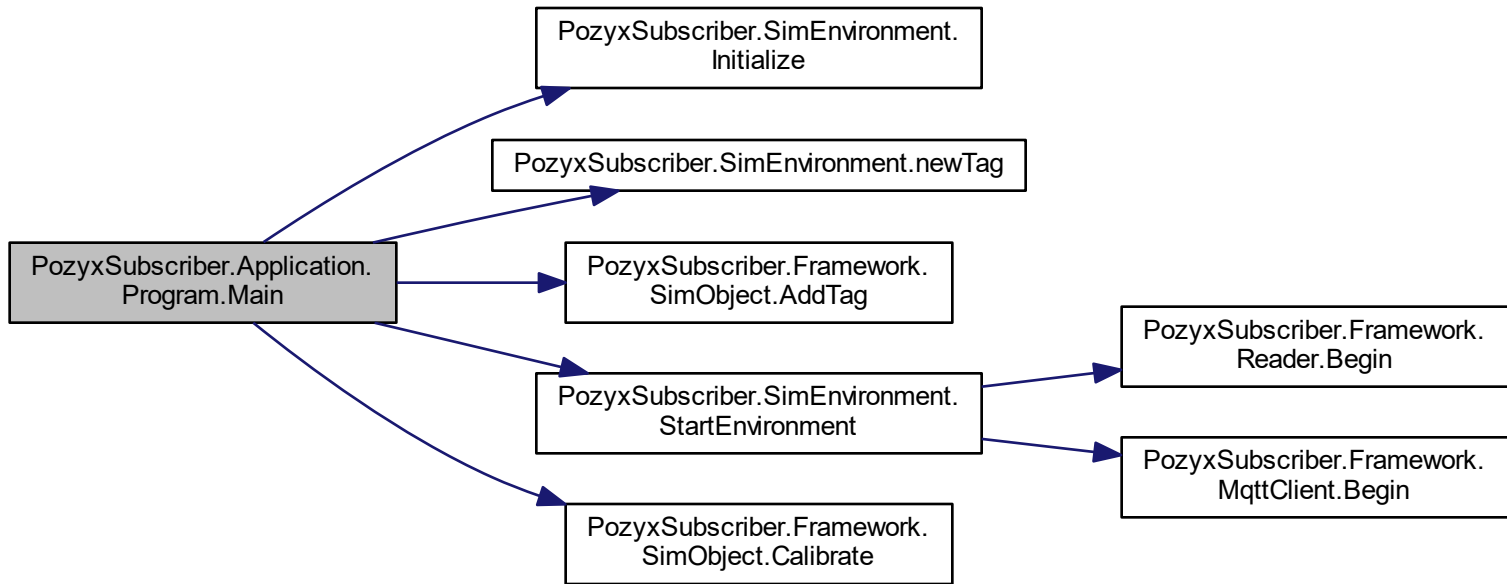 PozyxSubscriber.SimEnvironment.
Initialize
PozyxSubscriber.SimEnvironment.newTag
PozyxSubscriber.Application.
Program.Main
PozyxSubscriber.Framework.
SimObject.AddTag
PozyxSubscriber.Framework.
Reader.Begin
PozyxSubscriber.SimEnvironment.
StartEnvironment
PozyxSubscriber.Framework.
MqttClient.Begin
PozyxSubscriber.Framework.
SimObject.Calibrate